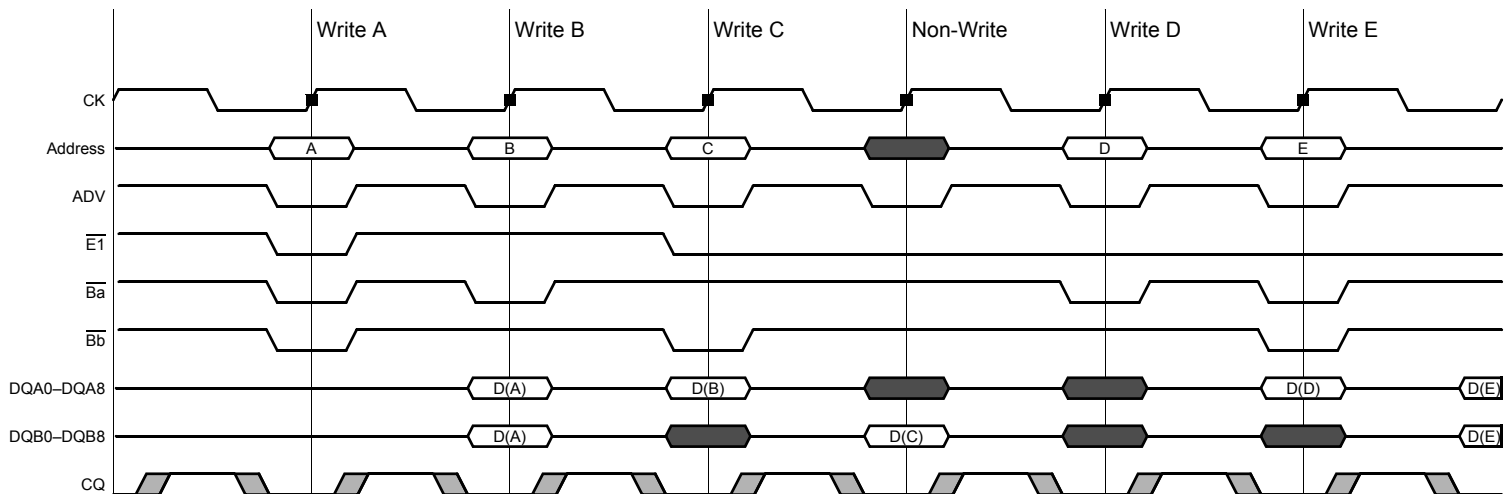 Write A Write B Write C Non-Write Write D Write E
CK
Address A B C D E
ADV
E1
Ba
Bb
DQA0–DQA8 D(A) D(B) D(D) D(E)
DQB0–DQB8 D(A) D(C) D(E)
CQ